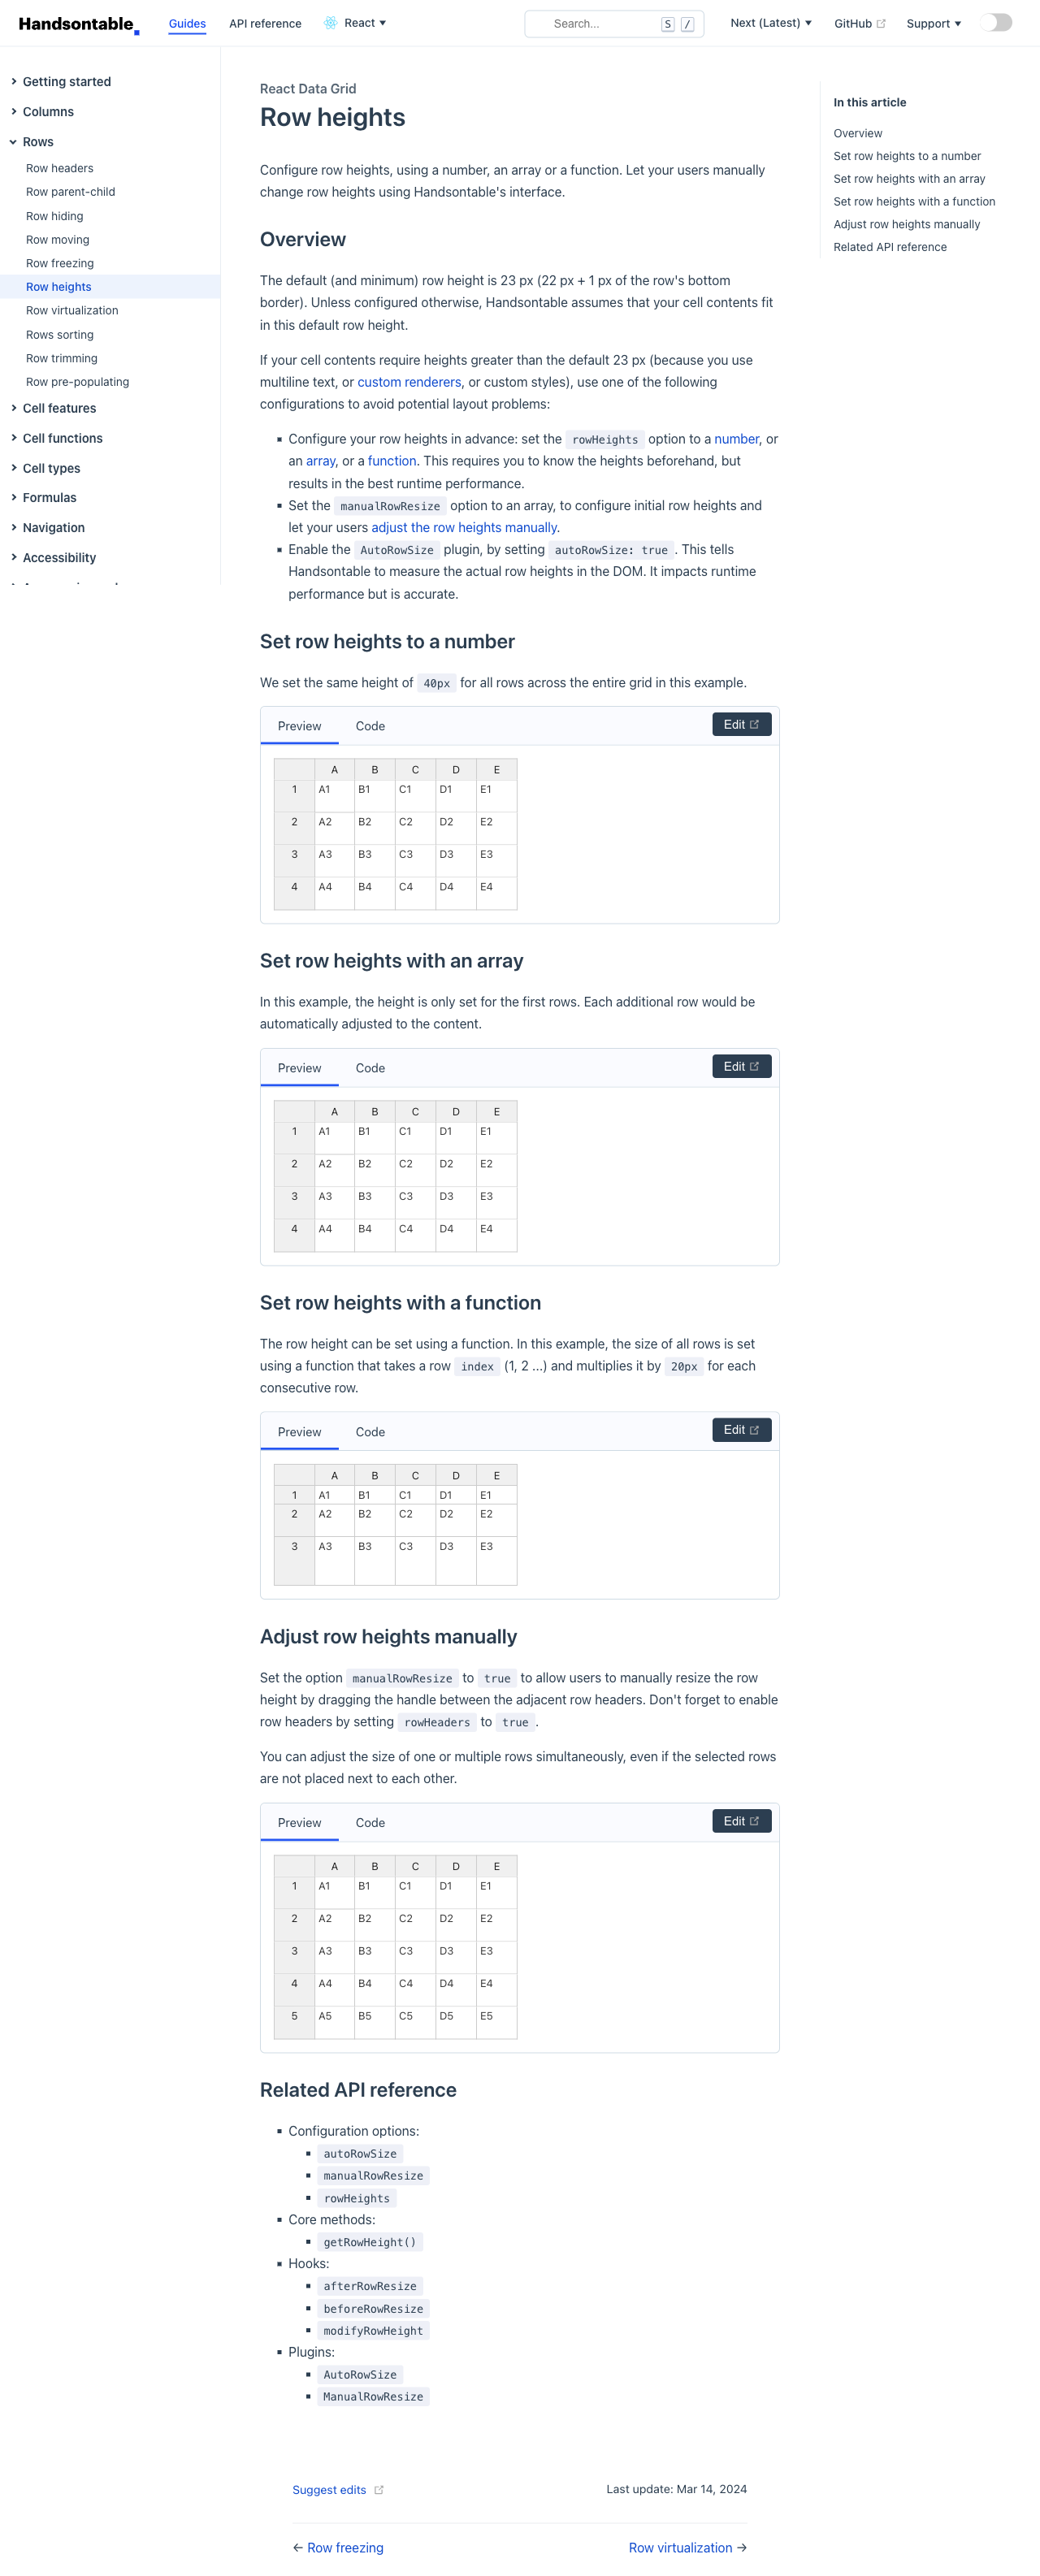 Handsontable
Guides
API reference
React
Search...
S
/
Next (Latest)
GitHub
Support
Getting started
Columns
Rows
Row headers
Row parent-child
Row hiding
Row moving
Row freezing
Row heights
Row virtualization
Rows sorting
Row trimming
Row pre-populating
Cell features
Cell functions
Cell types
Formulas
Navigation
Accessibility
React Data Grid
Row heights
Configure row heights, using a number, an array or a function. Let your users manually
change row heights using Handsontable's interface.
Overview
The default (and minimum) row height is 23 px (22 px + 1 px of the row's bottom
border). Unless configured otherwise, Handsontable assumes that your cell contents fit
in this default row height.
If your cell contents require heights greater than the default 23 px (because you use
multiline text, or custom renderers, or custom styles), use one of the following
configurations to avoid potential layout problems:
Configure your row heights in advance: set the rowHeights option to a number, or
an array, or a function. This requires you to know the heights beforehand, but
results in the best runtime performance.
Set the manualRowResize option to an array, to configure initial row heights and
let your users adjust the row heights manually.
Enable the AutoRowSize plugin, by setting autoRowSize: true. This tells
Handsontable to measure the actual row heights in the DOM. It impacts runtime
performance but is accurate.
Set row heights to a number
We set the same height of 40px for all rows across the entire grid in this example.
Preview Code Edit
A B C D E
1 A1 B1 C1 D1 E1
2 A2 B2 C2 D2 E2
3 A3 B3 C3 D3 E3
4 A4 B4 C4 D4 E4
Set row heights with an array
In this example, the height is only set for the first rows. Each additional row would be
automatically adjusted to the content.
Preview Code Edit
A B C D E
1 A1 B1 C1 D1 E1
2 A2 B2 C2 D2 E2
3 A3 B3 C3 D3 E3
4 A4 B4 C4 D4 E4
Set row heights with a function
The row height can be set using a function. In this example, the size of all rows is set
using a function that takes a row index (1, 2 ...) and multiplies it by 20px for each
consecutive row.
Preview Code Edit
A B C D E
1 A1 B1 C1 D1 E1
2 A2 B2 C2 D2 E2
3 A3 B3 C3 D3 E3
Adjust row heights manually
Set the option manualRowResize to true to allow users to manually resize the row
height by dragging the handle between the adjacent row headers. Don't forget to enable
row headers by setting rowHeaders to true.
You can adjust the size of one or multiple rows simultaneously, even if the selected rows
are not placed next to each other.
Preview Code Edit
A B C D E
1 A1 B1 C1 D1 E1
2 A2 B2 C2 D2 E2
3 A3 B3 C3 D3 E3
4 A4 B4 C4 D4 E4
5 A5 B5 C5 D5 E5
Related API reference
Configuration options:
autoRowSize
manualRowResize
rowHeights
Core methods:
getRowHeight()
Hooks:
afterRowResize
beforeRowResize
modifyRowHeight
Plugins:
AutoRowSize
ManualRowResize
Suggest edits
Last update: Mar 14, 2024
← Row freezing
Row virtualization →
In this article
Overview
Set row heights to a number
Set row heights with an array
Set row heights with a function
Adjust row heights manually
Related API reference